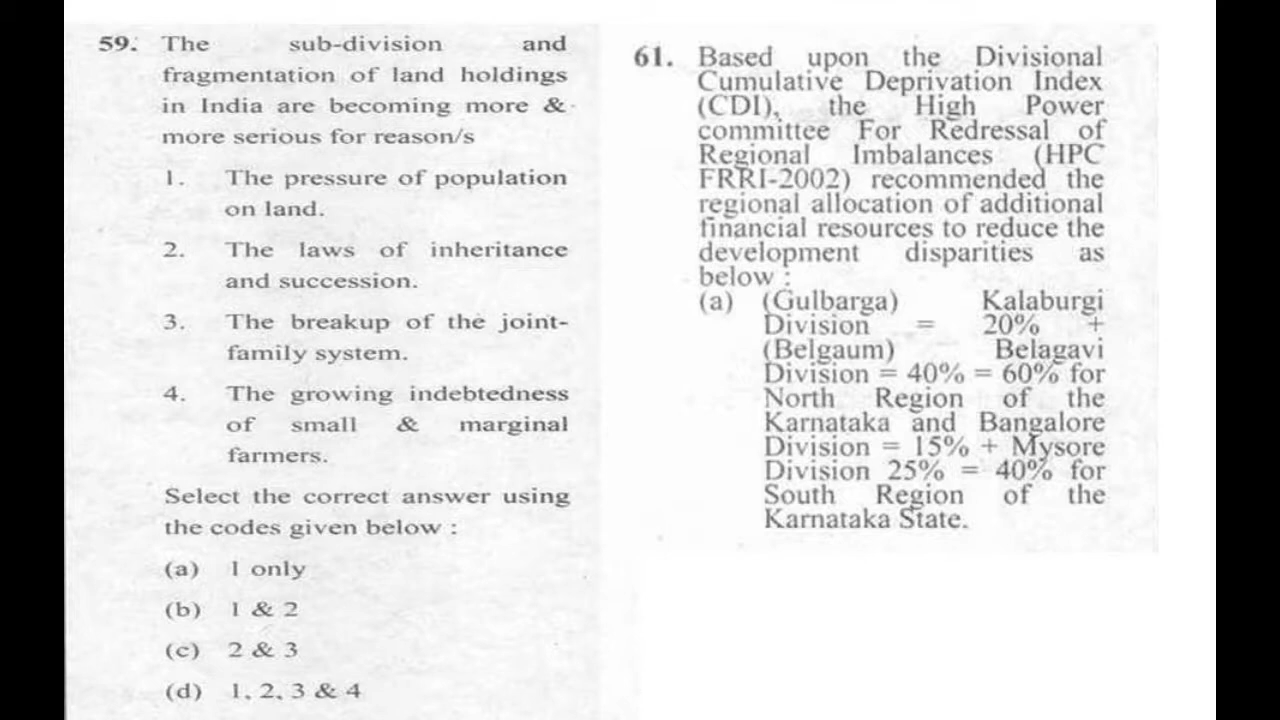 59. The sub-division and
fragmentation of land holdings
in India are becoming more &
more serious for reason/s
1. The pressure of population
on land.
2. The laws of inheritance
and succession.
3. The breakup of the joint-
family system.
4. The growing indebtedness
of small & marginal
farmers.
Select the correct answer using
the codes given below :
(a) 1 only
(b) 1 & 2
(c) 2 & 3
(d) 1, 2, 3 & 4
61. Based upon the Divisional
Cumulative Deprivation Index
(CDI), the High Power
committee For Redressal of
Regional Imbalances (HPC
FRRI-2002) recommended the
regional allocation of additional
financial resources to reduce the
development disparities as
below :
(a) (Gulbarga) Kalaburgi
Division = 20% +
(Belgaum) Belagavi
Division = 40% = 60% for
North Region of the
Karnataka and Bangalore
Division = 15% + Mysore
Division 25% = 40% for
South Region of the
Karnataka State.